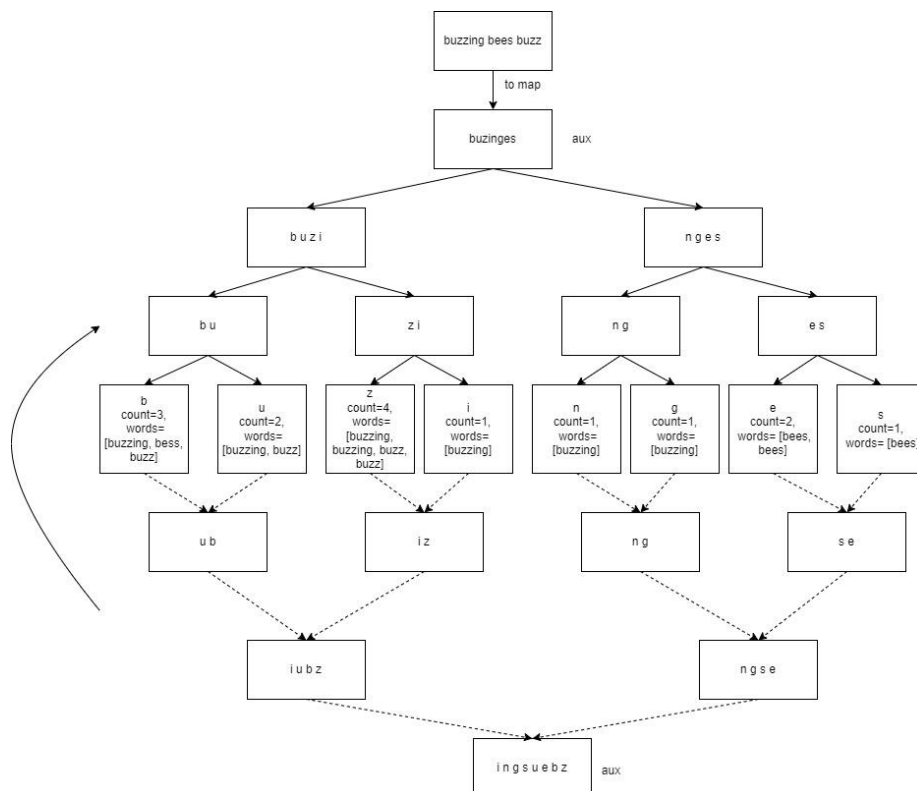 buzzing bees buzz
to map
buzinges
aux
b u z i
n g e s
b u
z i
n g
e s
b
count=3,
words=
[buzzing, bess,
buzz]
u
count=2,
words=
[buzzing, buzz]
z
count=4,
words=
[buzzing,
buzzing, buzz,
buzz]
i
count=1,
words=
[buzzing]
n
count=1,
words=
[buzzing]
g
count=1,
words=
[buzzing]
e
count=2,
words= [bees,
bees]
s
count=1,
words= [bees]
u b
i z
n g
s e
i u b z
n g s e
i n g s u e b z
aux